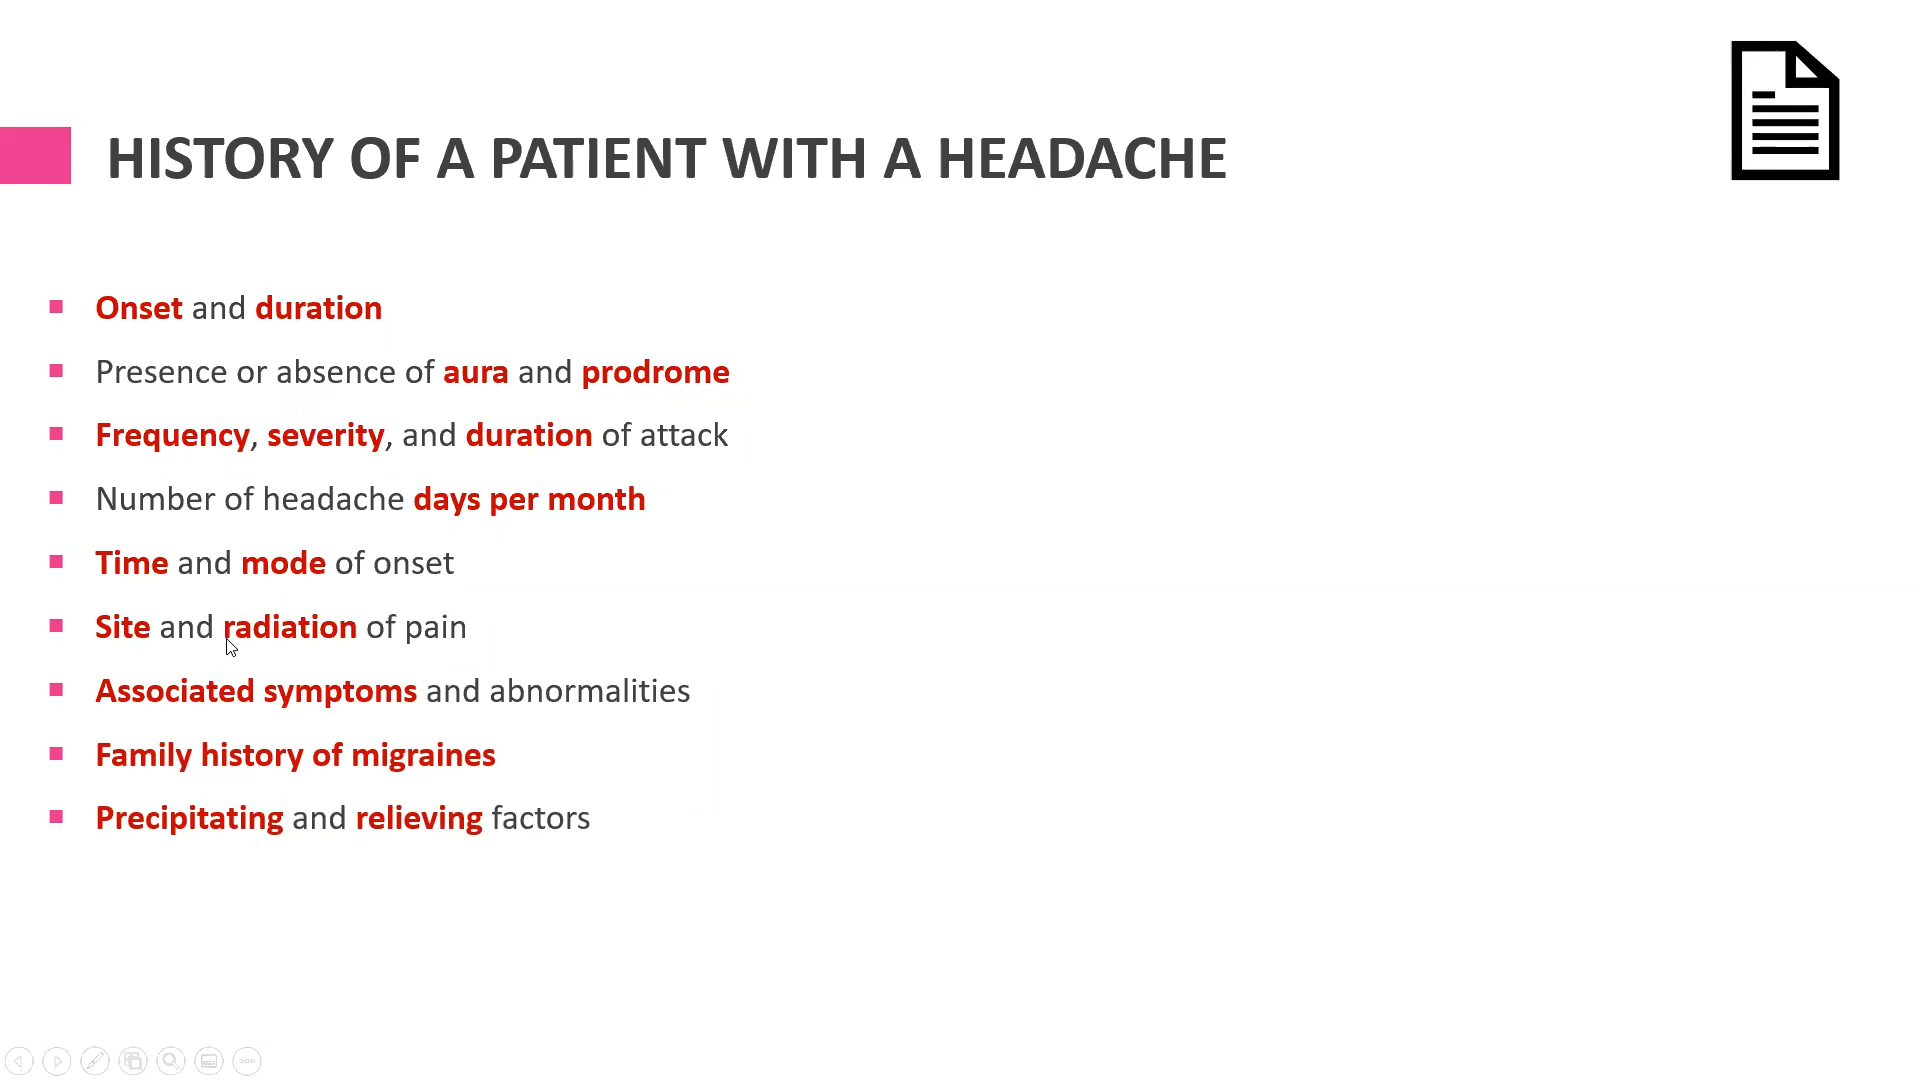 HISTORY OF A PATIENT WITH A HEADACHE
Onset and duration
Presence or absence of aura and prodrome
Frequency, severity, and duration of attack
Number of headache days per month
Time and mode of onset
Site and radiation of pain
Associated symptoms and abnormalities
Family history of migraines
Precipitating and relieving factors